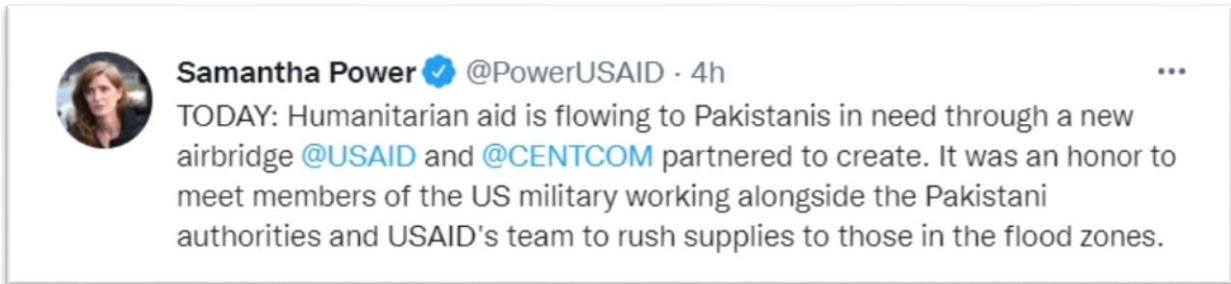 Samantha Power @PowerUSAID · 4h
TODAY: Humanitarian aid is flowing to Pakistanis in need through a new
airbridge @USAID and @CENTCOM partnered to create. It was an honor to
meet members of the US military working alongside the Pakistani
authorities and USAID's team to rush supplies to those in the flood zones.